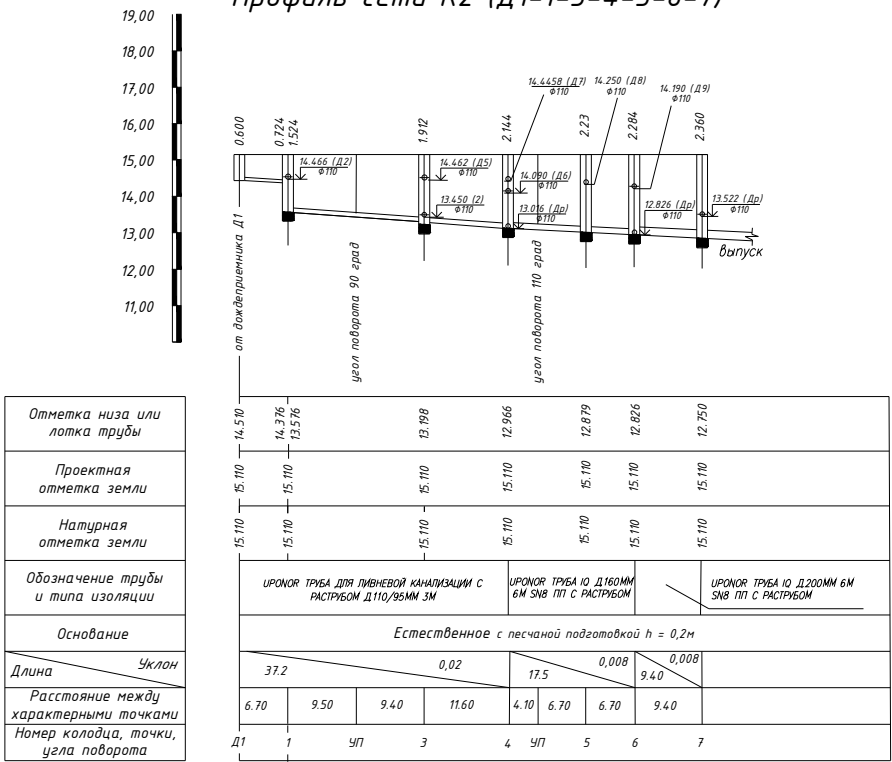 Профиль сети К2 (Д1-1-3-4-5-6-7)
19,00
18,00
17,00
16,00
15,00
14,00
13,00
12,00
11,00
0.600
0.724
1.524
1.912
2.144
2.23
2.284
2.360
14.4458 (Д7)
Ф110
14.250 (Д8)
Ф110
14.190 (Д9)
Ф110
14.466 (Д2)
Ф110
14.462 (Д5)
Ф110
14.090 (Д6)
Ф110
13.450 (2)
Ф110
13.016 (Др)
Ф110
12.826 (Др)
Ф110
13.522 (Др)
Ф110
выпуск
от дождеприемника Д1
угол поворота 90 град
угол поворота 110 град
Отметка низа или
лотка трубы
14.510
14.376
13.576
13.198
12.966
12.879
12.826
12.750
Проектная
отметка земли
15.110
15.110
15.110
15.110
15.110
15.110
15.110
Натурная
отметка земли
15.110
15.110
15.110
15.110
15.110
15.110
15.110
Обозначение трубы
и типа изоляции
UPONOR ТРУБА ДЛЯ ЛИВНЕВОЙ КАНАЛИЗАЦИИ С
РАСТРУБОМ Д110/95ММ 3М
UPONOR ТРУБА IQ Д160ММ
6М SN8 ПП С РАСТРУБОМ
UPONOR ТРУБА IQ Д200ММ 6М
SN8 ПП С РАСТРУБОМ
Основание
Естественное с песчаной подготовкой h = 0,2м
Длина
Уклон
37.2
0,02
17.5
0,008
9.40
0,008
Расстояние между
характерными точками
6.70
9.50
9.40
11.60
4.10
6.70
6.70
9.40
Номер колодца, точки,
угла поворота
Д1
1
УП
3
4
УП
5
6
7